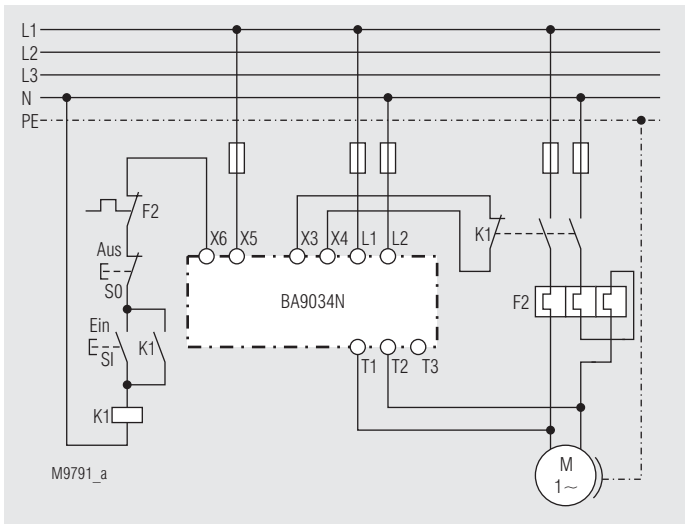 L1
L2
L3
N
PE
F2
X6 X5 X3 X4 L1 L2
K1
Aus
S0
BA9034N
F2
Ein
SI
K1
T1 T2 T3
K1
M
1~
M9791_a